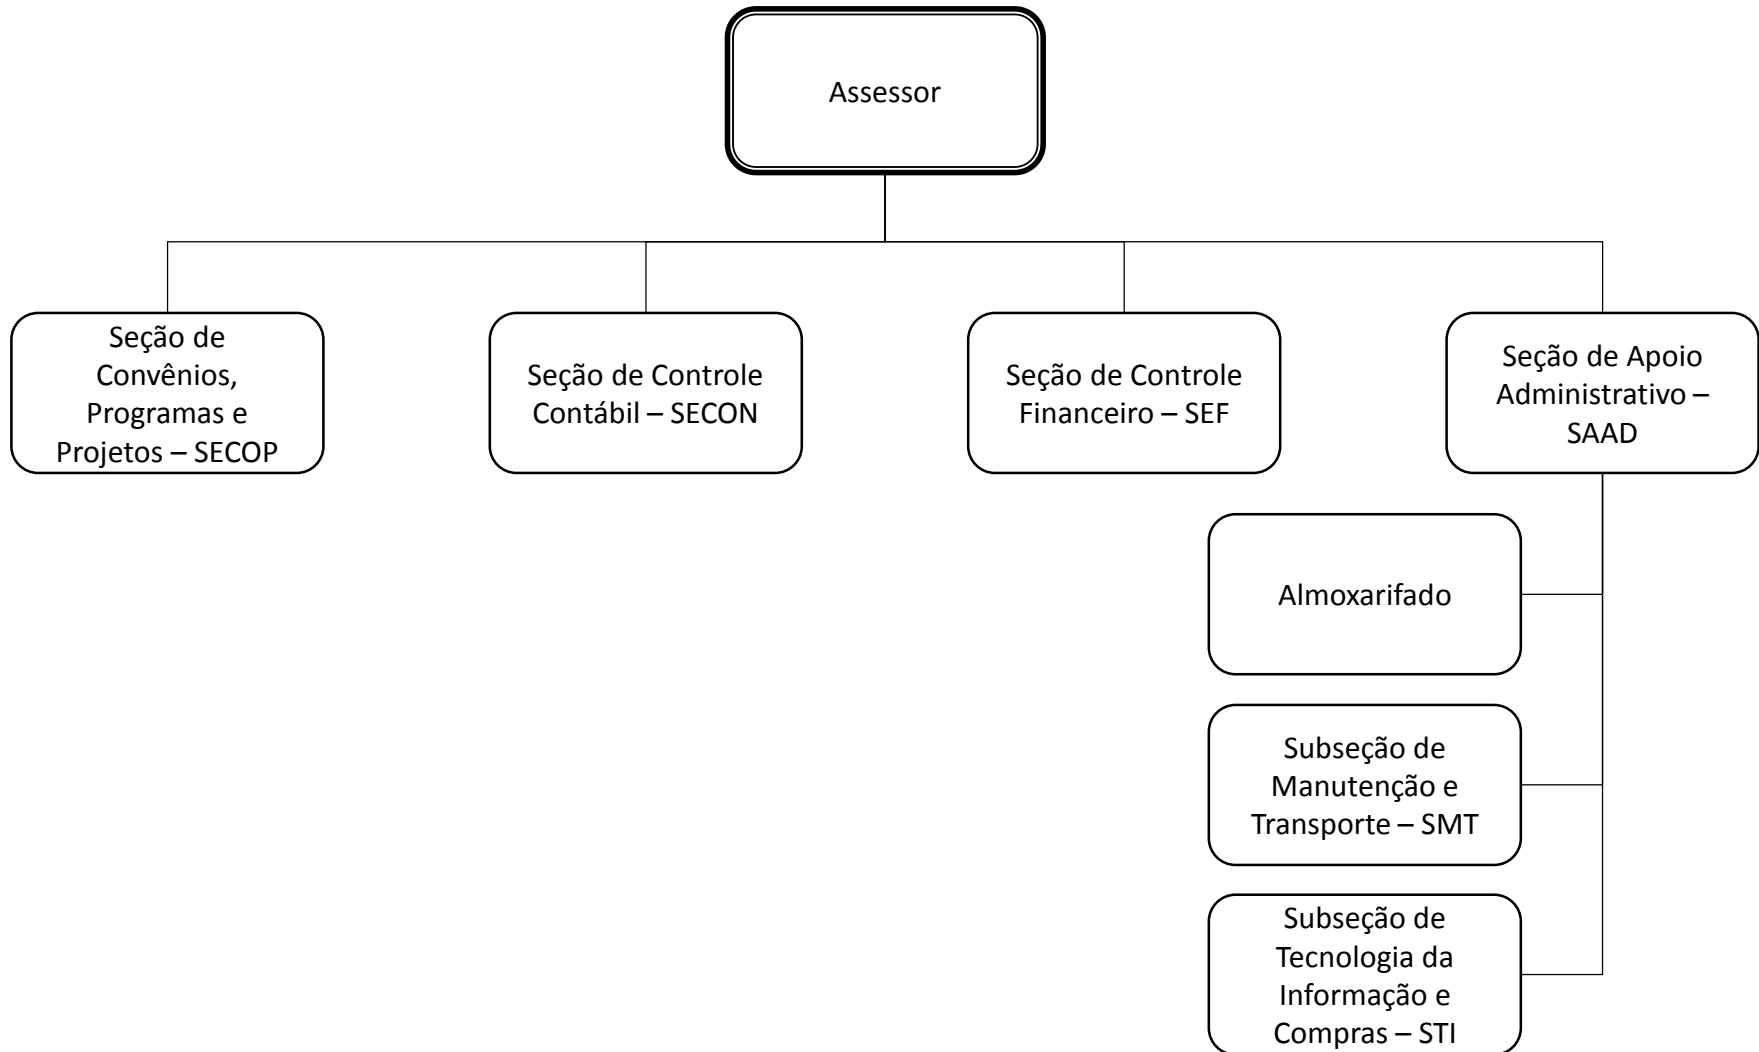 Assessor
Seção de
Convênios,
Programas e
Projetos – SECOP
Seção de Controle
Contábil – SECON
Seção de Controle
Financeiro – SEF
Seção de Apoio
Administrativo –
SAAD
Almoxarifado
Subseção de
Manutenção e
Transporte – SMT
Subseção de
Tecnologia da
Informação e
Compras – STI